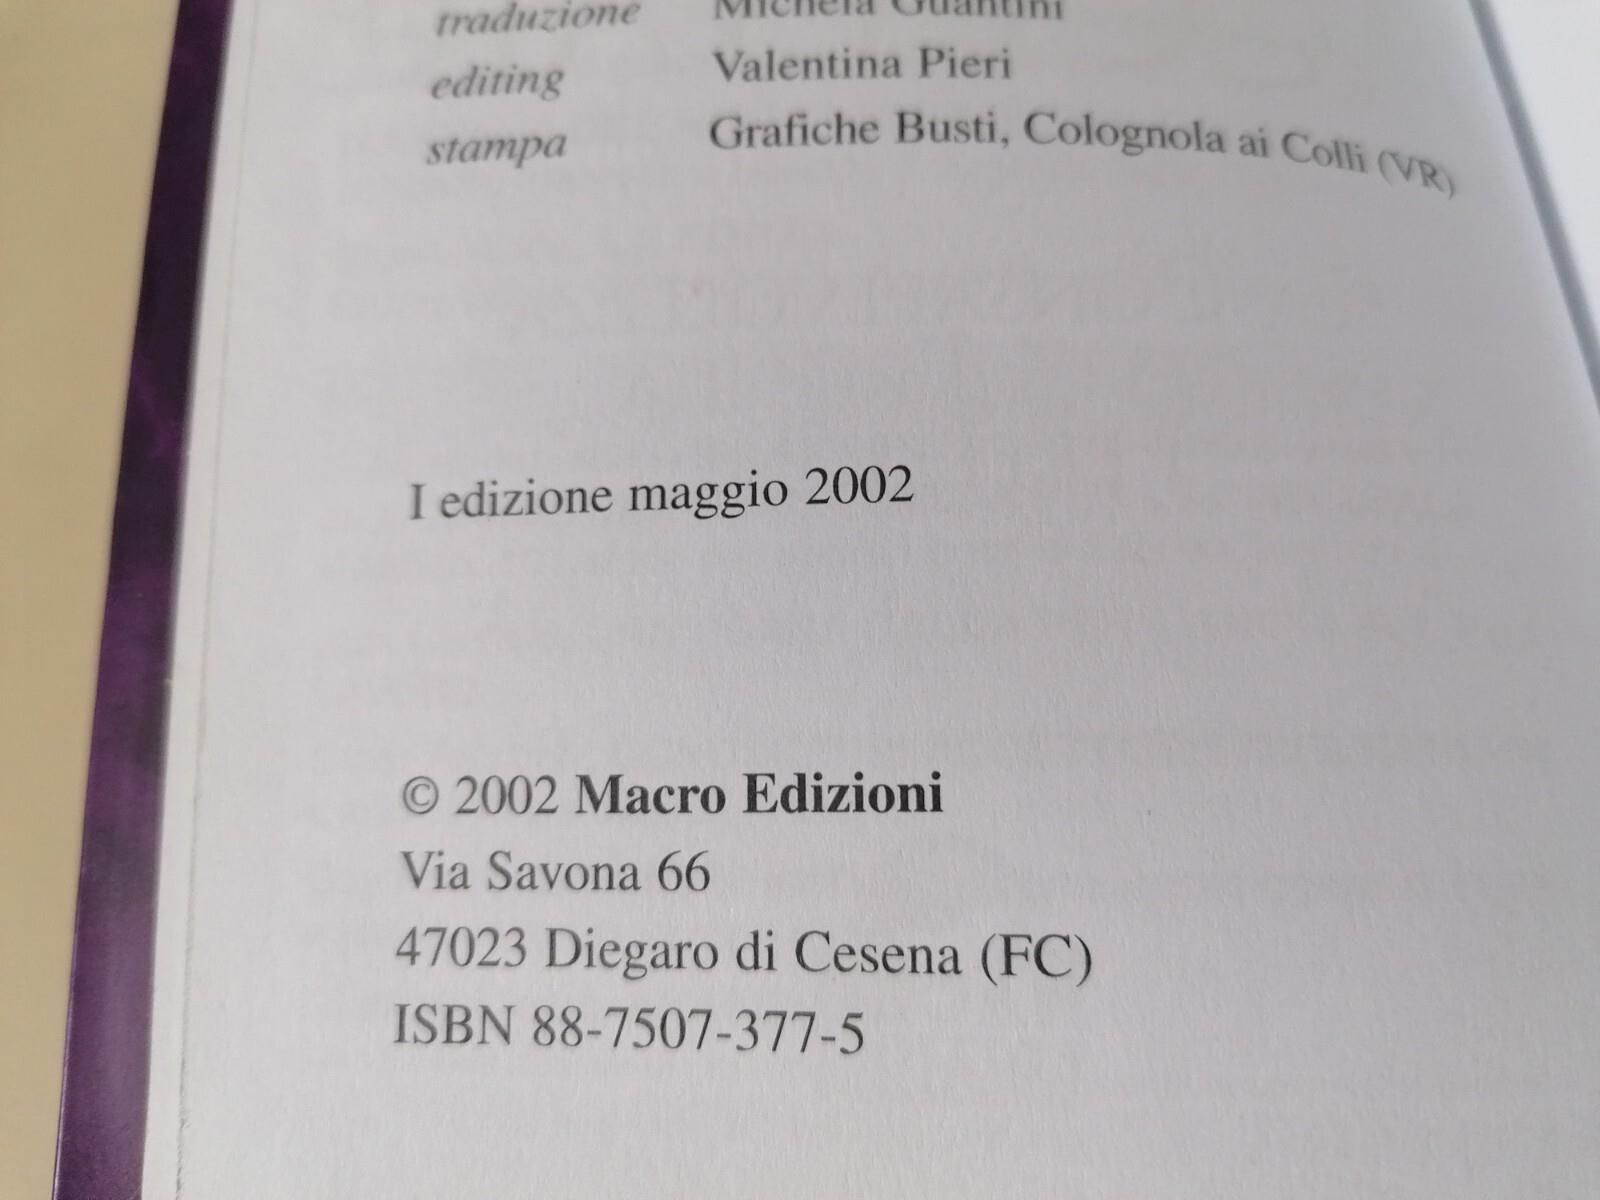 traduzione Michela Guantini
editing Valentina Pieri
stampa Grafiche Busti, Colognola ai Colli (VR)
I edizione maggio 2002
© 2002 Macro Edizioni
Via Savona 66
47023 Diegaro di Cesena (FC)
ISBN 88-7507-377-5